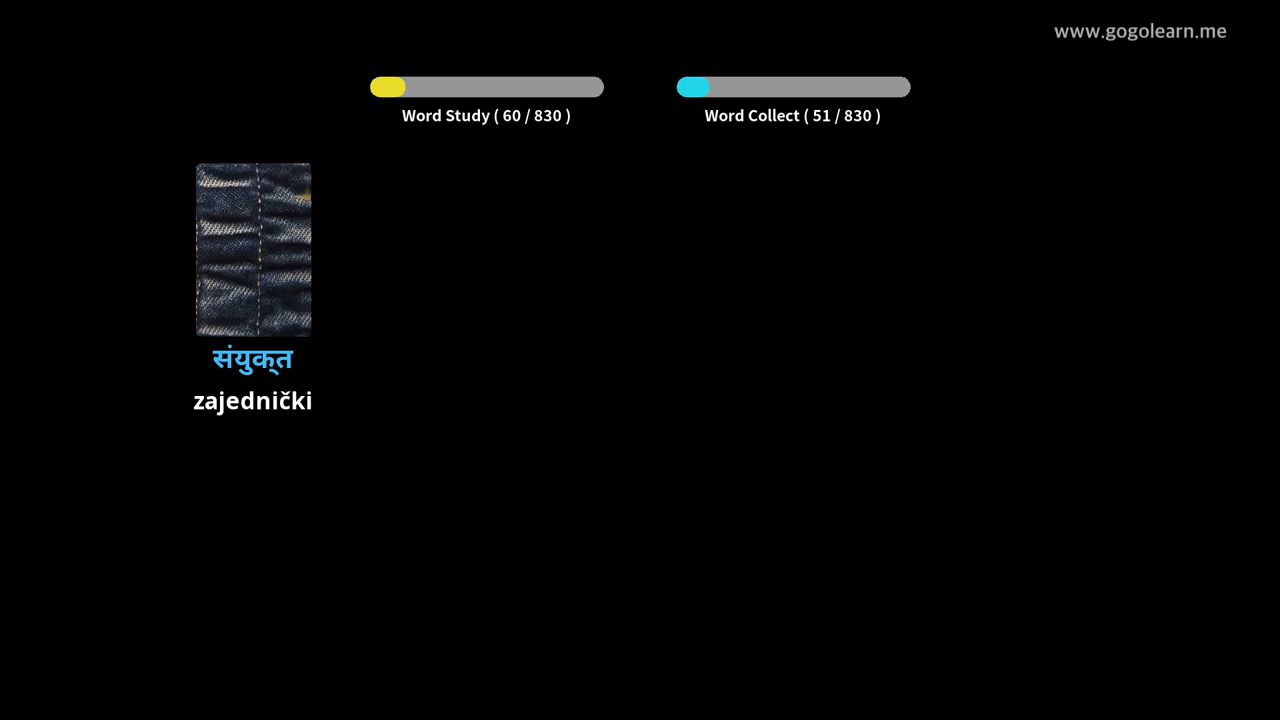 www.gogolearn.me
Word Study ( 60 / 830 )
Word Collect ( 51 / 830 )
संयुक्त
zajednički